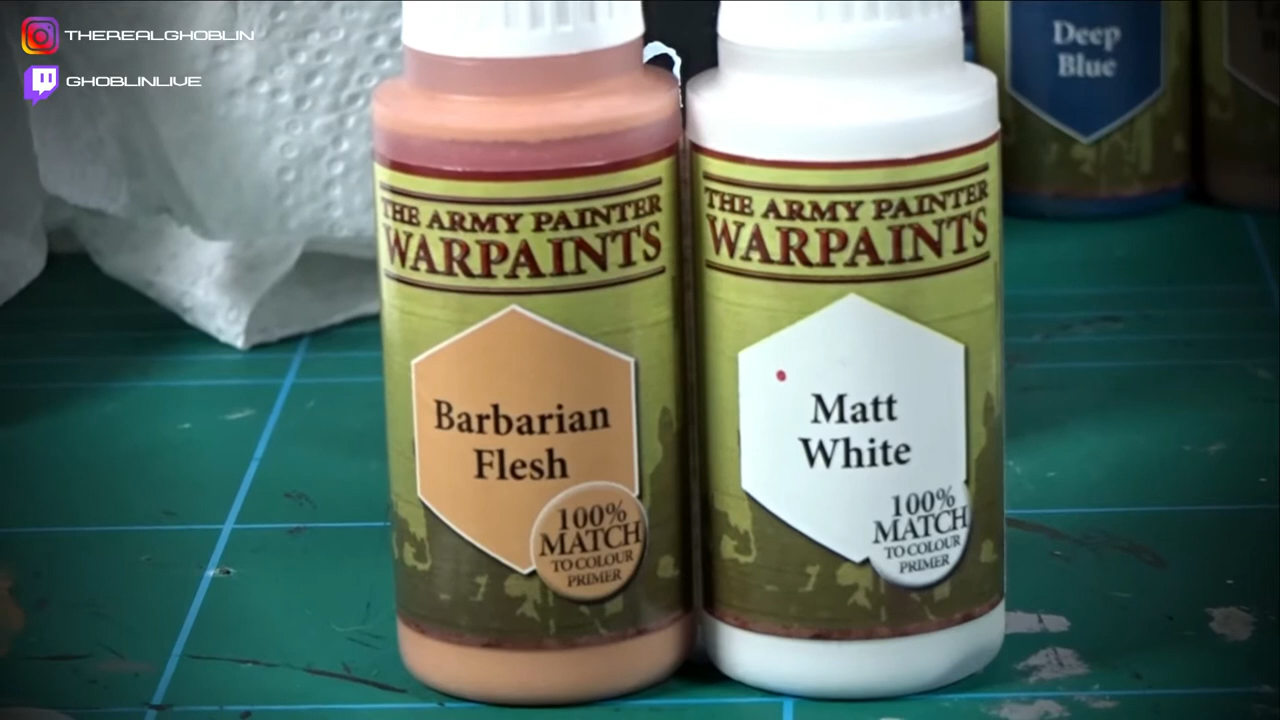 THEREALGHOBLIN
GHOBLINLIVE
THE ARMY PAINTER
WARPAINTS
Barbarian
Flesh
100%
MATCH
TO COLOUR
PRIMER
THE ARMY PAINTER
WARPAINTS
Matt
White
100%
MATCH
TO COLOUR
PRIMER
Deep
Blue